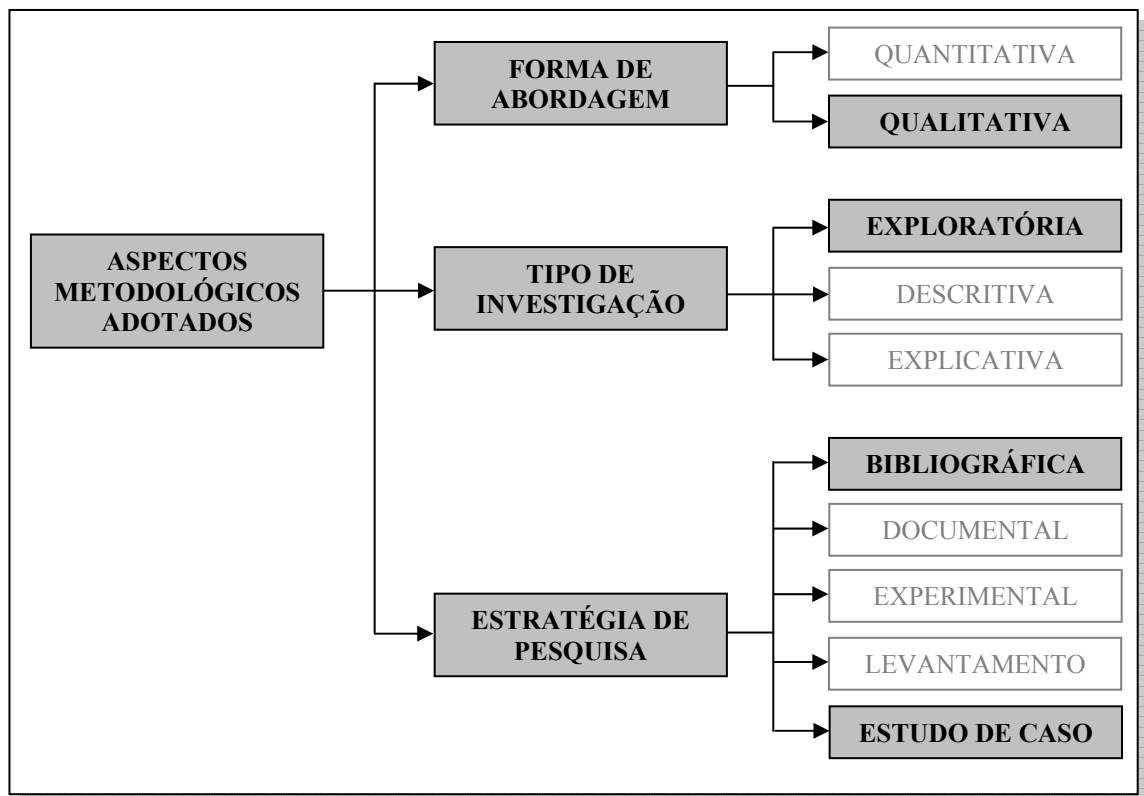 FORMA DE
ABORDAGEM
QUANTITATIVA
QUALITATIVA
ASPECTOS
METODOLÓGICOS
ADOTADOS
TIPO DE
INVESTIGAÇÃO
EXPLORATÓRIA
DESCRITIVA
EXPLICATIVA
ESTRATÉGIA DE
PESQUISA
BIBLIOGRÁFICA
DOCUMENTAL
EXPERIMENTAL
LEVANTAMENTO
ESTUDO DE CASO